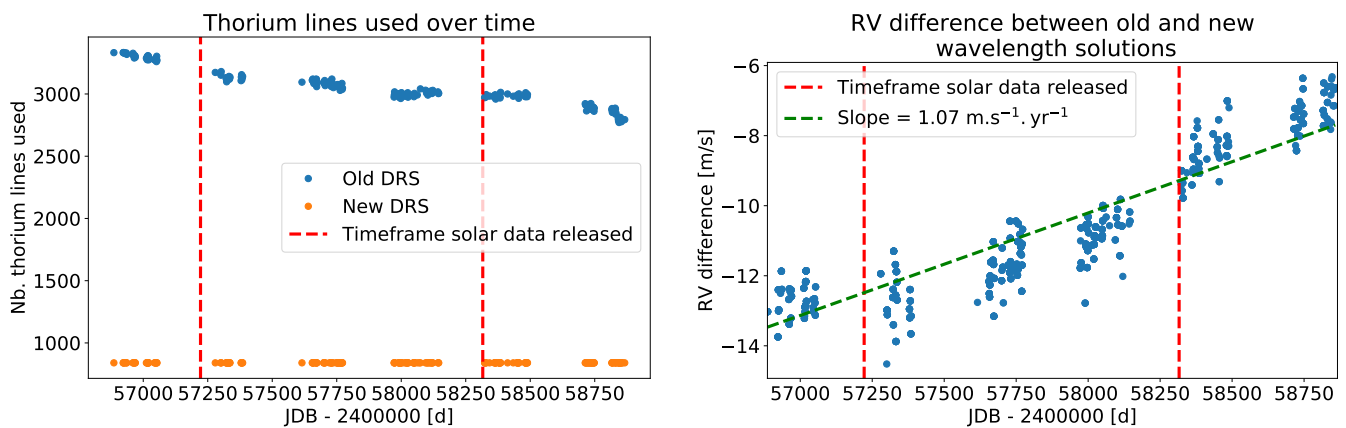 Thorium lines used over time
Nb. thorium lines used
3000
2500
2000
1500
1000
Old DRS
New DRS
Timeframe solar data released
57000 57250 57500 57750 58000 58250 58500 58750
JDB - 2400000 [d]
RV difference between old and new
wavelength solutions
RV difference [m/s]
−6
−8
−10
−12
−14
Timeframe solar data released
Slope = 1.07 m.s⁻¹.yr⁻¹
57000 57250 57500 57750 58000 58250 58500 58750
JDB - 2400000 [d]